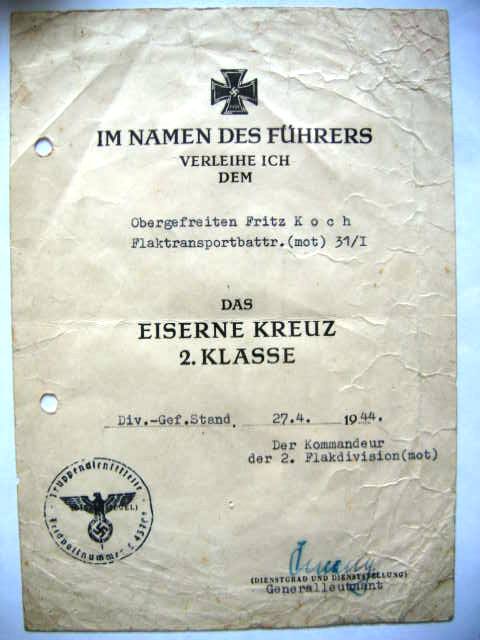 IM NAMEN DES FÜHRERS
VERLEIHE ICH
DEM
Obergefreiten Fritz K o c h
Flaktransportbattr.(mot) 31/I
DAS
EISERNE KREUZ
2. KLASSE
Div.-Gef.Stand, 27.4. 1944.
Der Kommandeur
der 2. Flakdivision(mot)
Feldpostnummer
(DIENSTGRAD UND DIENSTSTELLUNG)
Generalleutnant